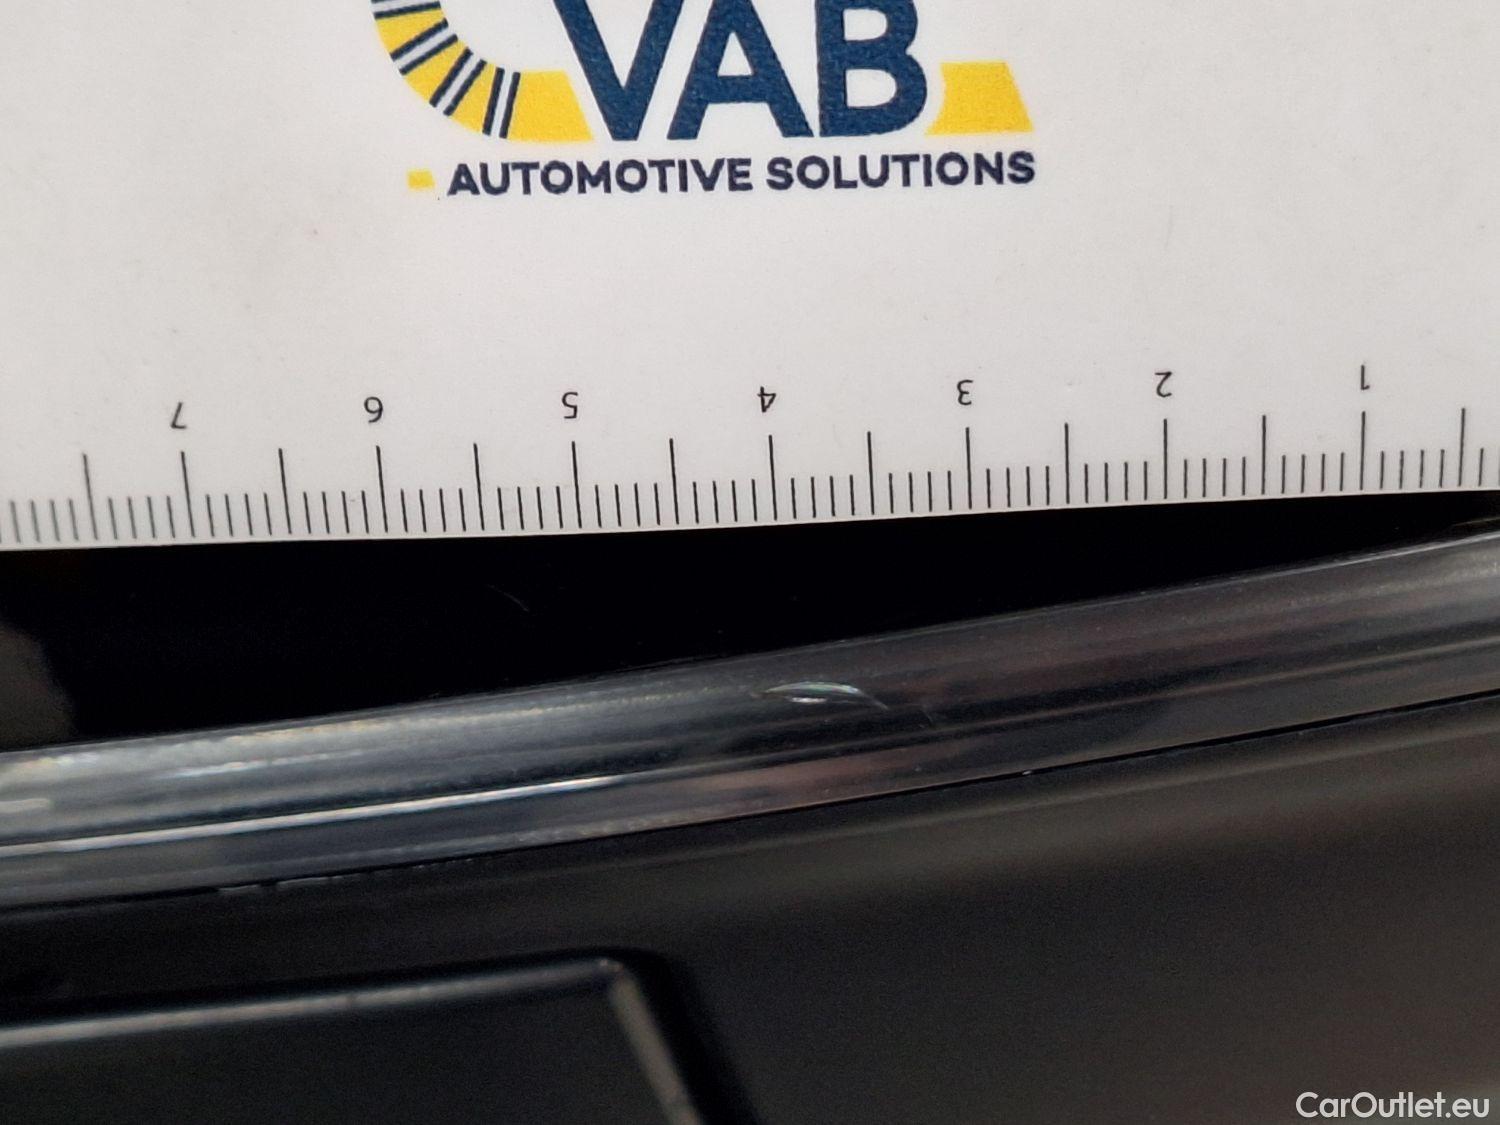 VAB
AUTOMOTIVE SOLUTIONS
7 6 5 4 3 2 1
CarOutlet.eu